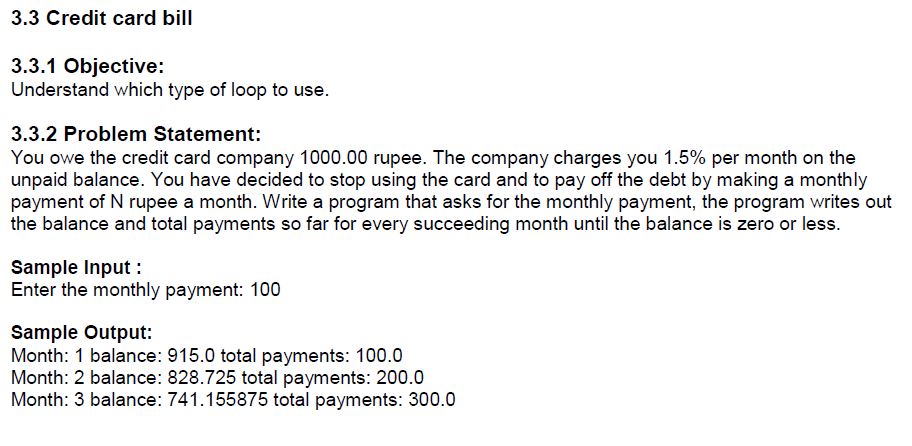 3.3 Credit card bill
3.3.1 Objective:
Understand which type of loop to use.
3.3.2 Problem Statement:
You owe the credit card company 1000.00 rupee. The company charges you 1.5% per month on the
unpaid balance. You have decided to stop using the card and to pay off the debt by making a monthly
payment of N rupee a month. Write a program that asks for the monthly payment, the program writes out
the balance and total payments so far for every succeeding month until the balance is zero or less.
Sample Input :
Enter the monthly payment: 100
Sample Output:
Month: 1 balance: 915.0 total payments: 100.0
Month: 2 balance: 828.725 total payments: 200.0
Month: 3 balance: 741.155875 total payments: 300.0